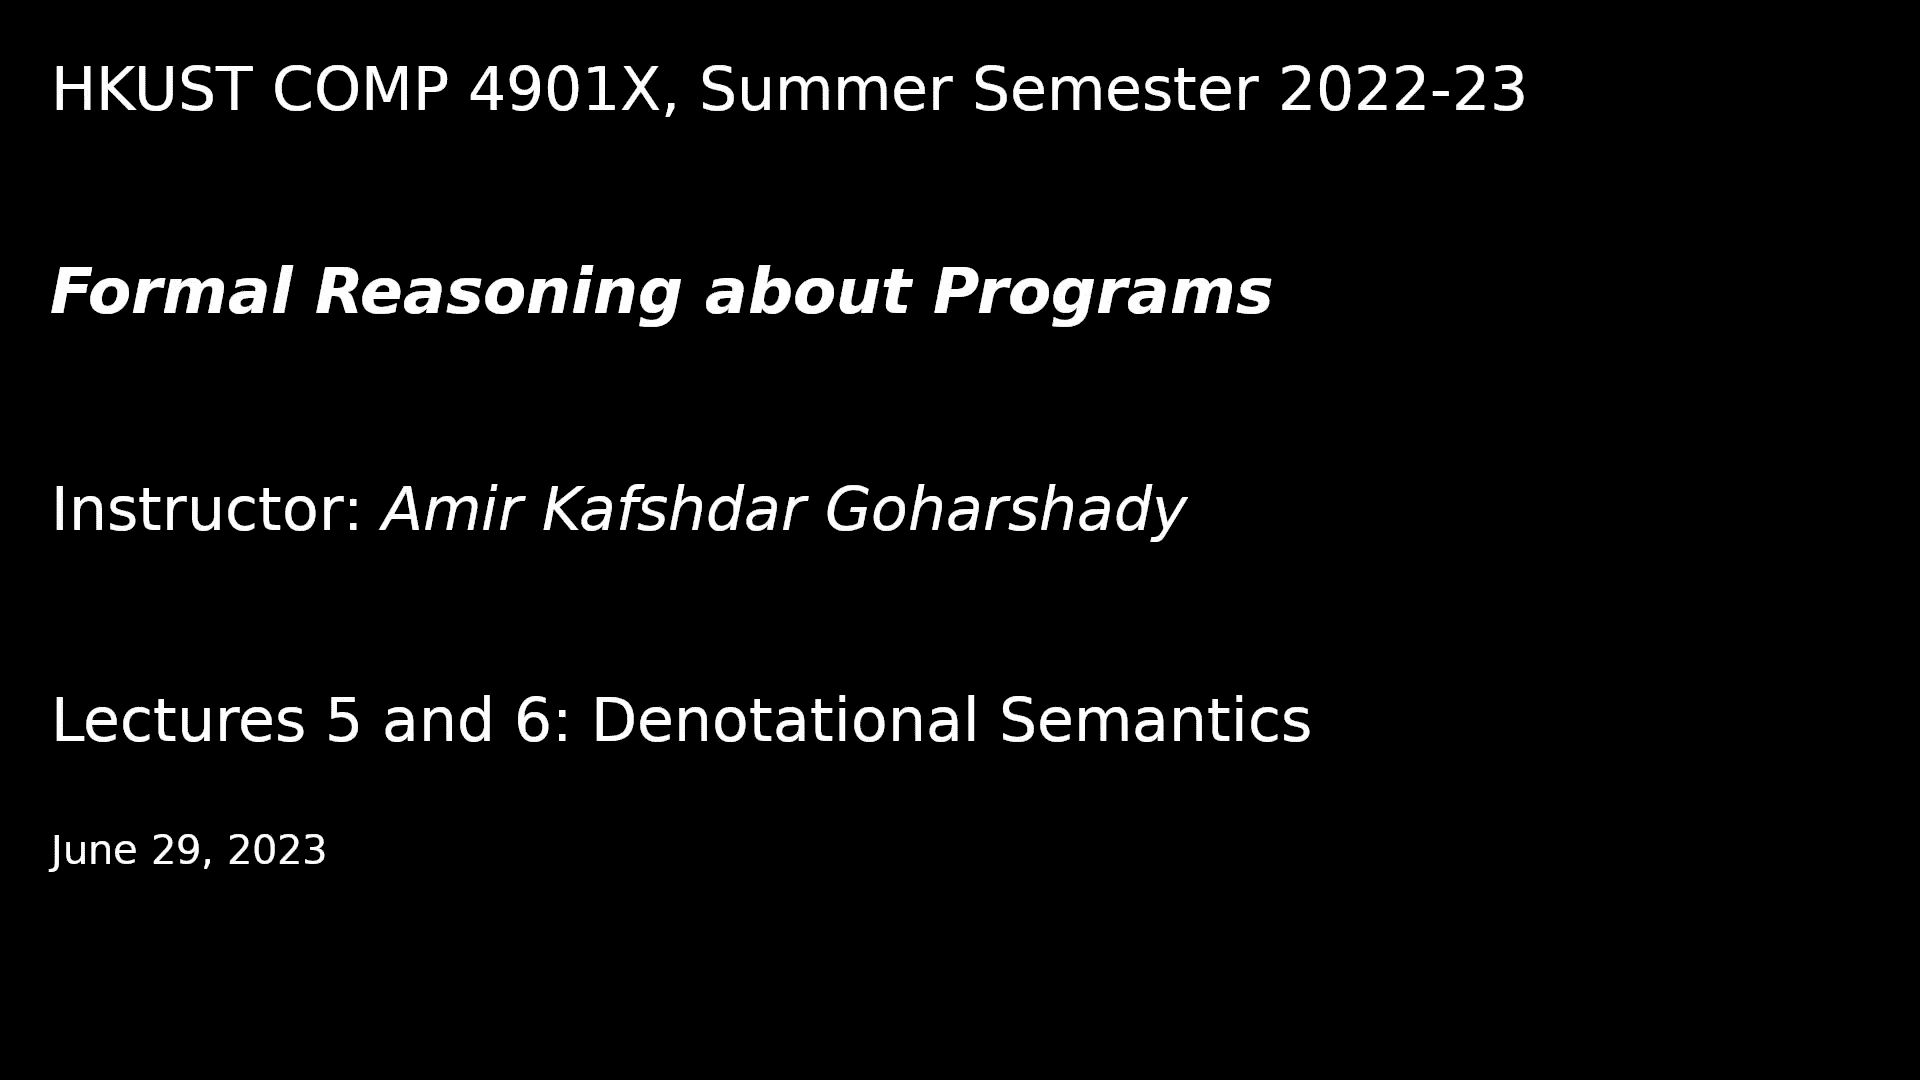 HKUST COMP 4901X, Summer Semester 2022-23
Formal Reasoning about Programs
Instructor: Amir Kafshdar Goharshady
Lectures 5 and 6: Denotational Semantics
June 29, 2023